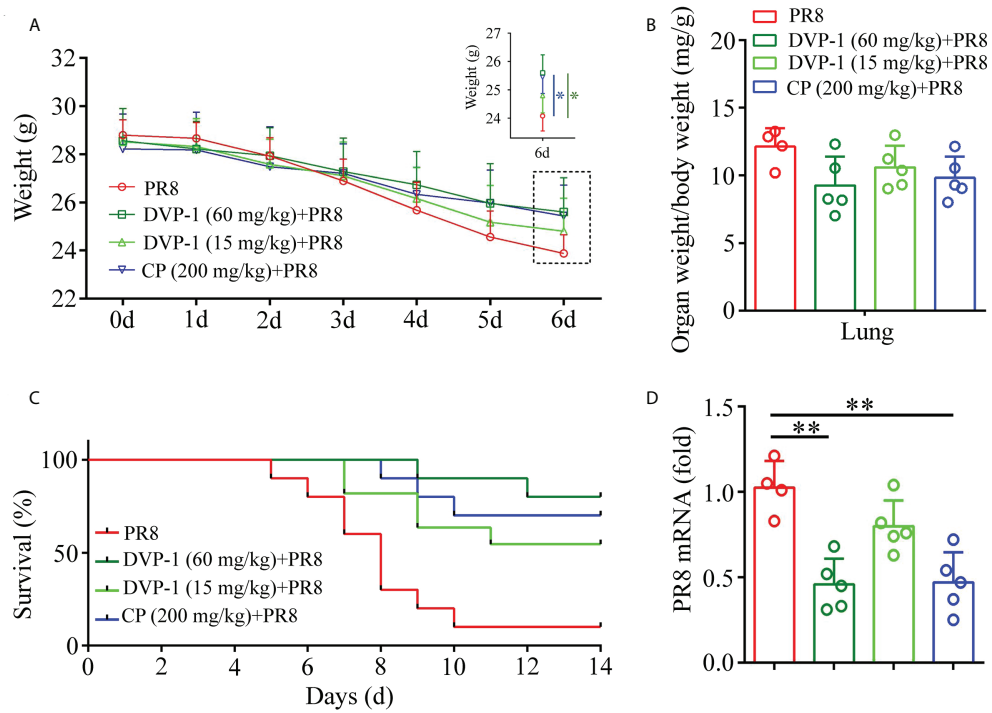 A
Weight (g)
32
30
28
26
24
22
0d
1d
2d
3d
4d
5d
6d
PR8
DVP-1 (60 mg/kg)+PR8
DVP-1 (15 mg/kg)+PR8
CP (200 mg/kg)+PR8
Weight (g)
27
26
25
24
6d
*
*
B
Organ weight/body weight (mg/g)
20
15
10
5
0
Lung
PR8
DVP-1 (60 mg/kg)+PR8
DVP-1 (15 mg/kg)+PR8
CP (200 mg/kg)+PR8
C
Survival (%)
100
50
0
0
2
4
6
8
10
12
14
Days (d)
PR8
DVP-1 (60 mg/kg)+PR8
DVP-1 (15 mg/kg)+PR8
CP (200 mg/kg)+PR8
D
PR8 mRNA (fold)
1.5
1.0
0.5
0.0
**
**